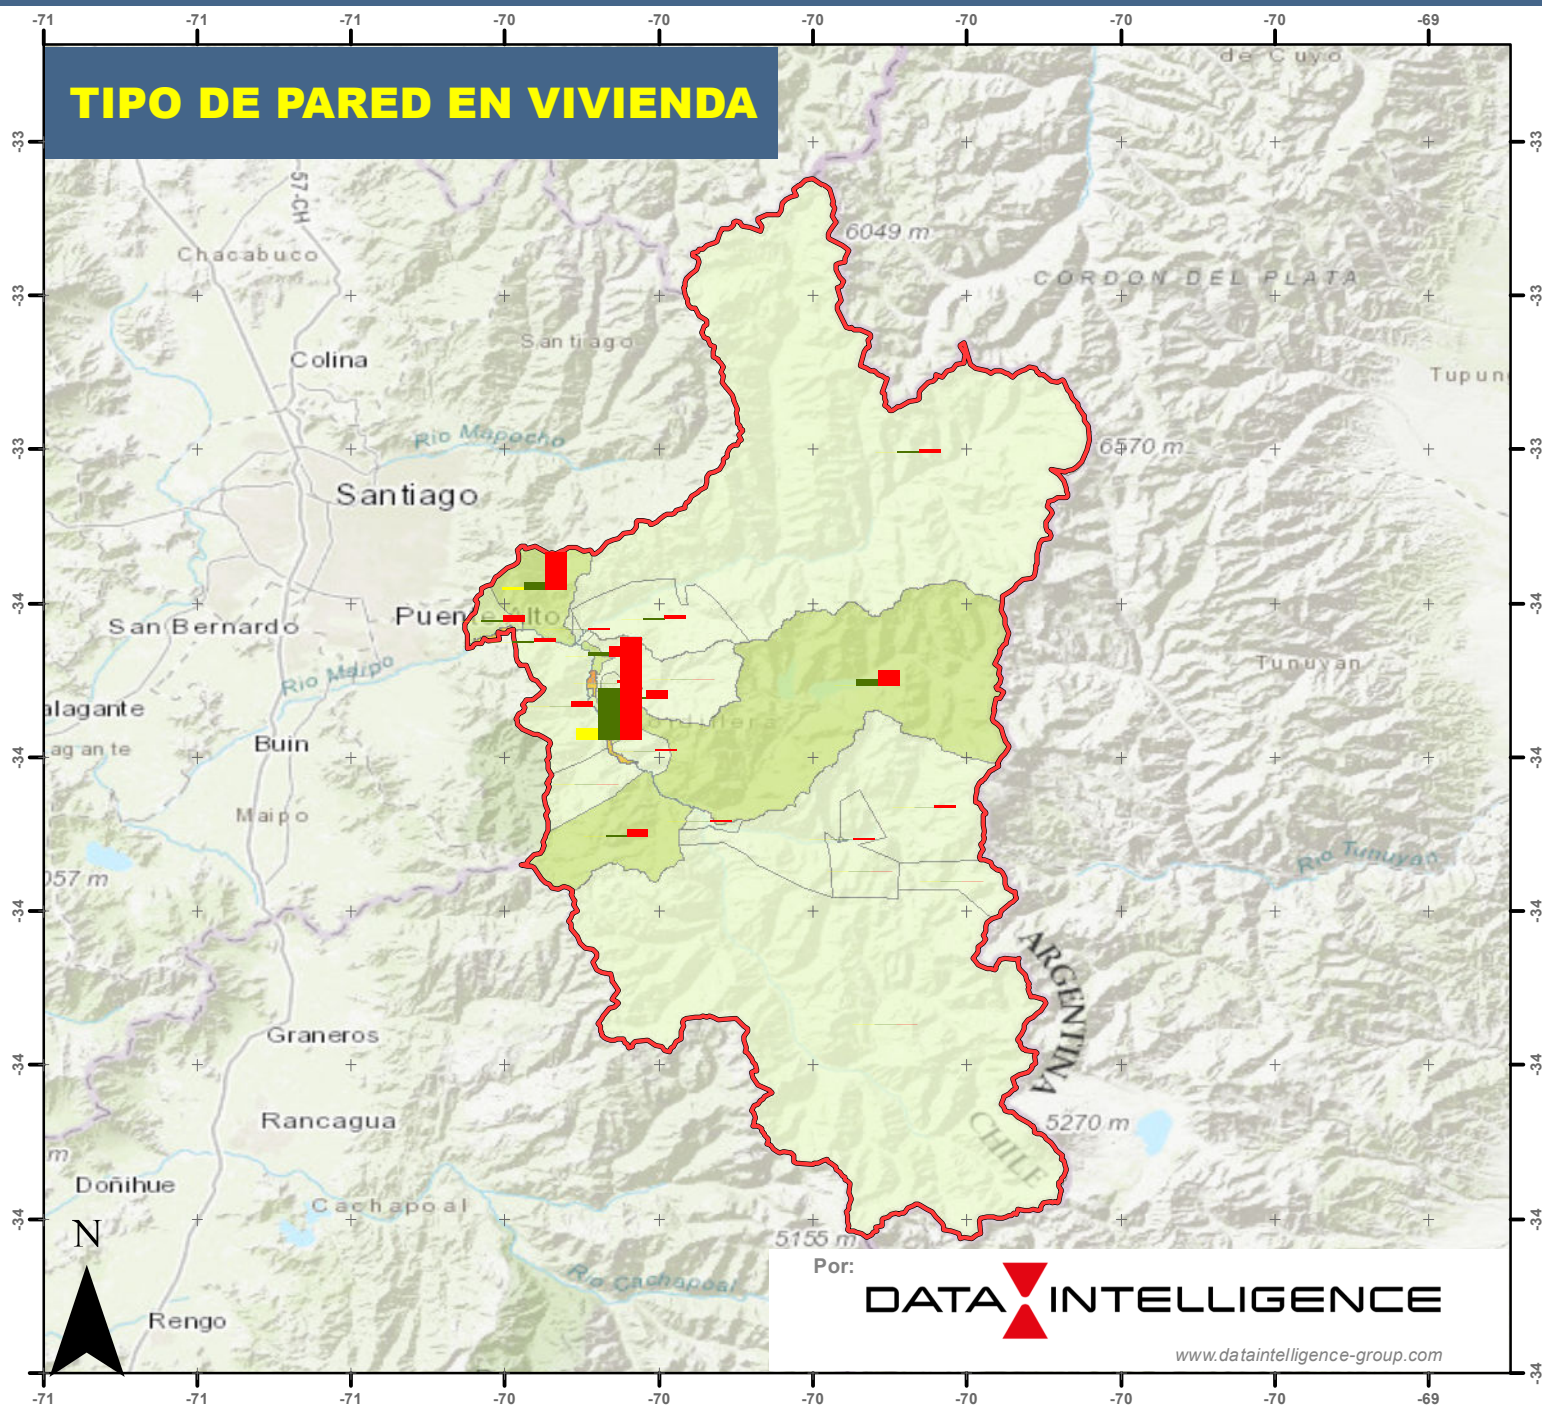 -71 -71 -71 -70 -70 -70 -70 -70 -70 -69
TIPO DE PARED EN VIVIENDA
de Cuyo
-33 -33
57-CH
6049 m
Chacabuco
CORDON DEL PLATA
-33 -33
Santiago
Colina
Tupun
Rio Mapocho
-33 6570 m -33
Santiago
-34 -34
Puente Alto
San Bernardo
Tunuyan
Rio Maipo
alagante
ordillera
Buin
agante
-34 -34
Maipo
Rio Tunuyan
057 m
-34 -34
ARGENTINA
Graneros
-34 -34
Rancagua
5270 m
CHILE
m
Doñihue
Cachapoal
-34 -34
N
5155 m
Por:
Rio Cachapoal
DATA INTELLIGENCE
Rengo
www.dataintelligence-group.com
-34
-71 -71 -71 -70 -70 -70 -70 -70 -70 -69